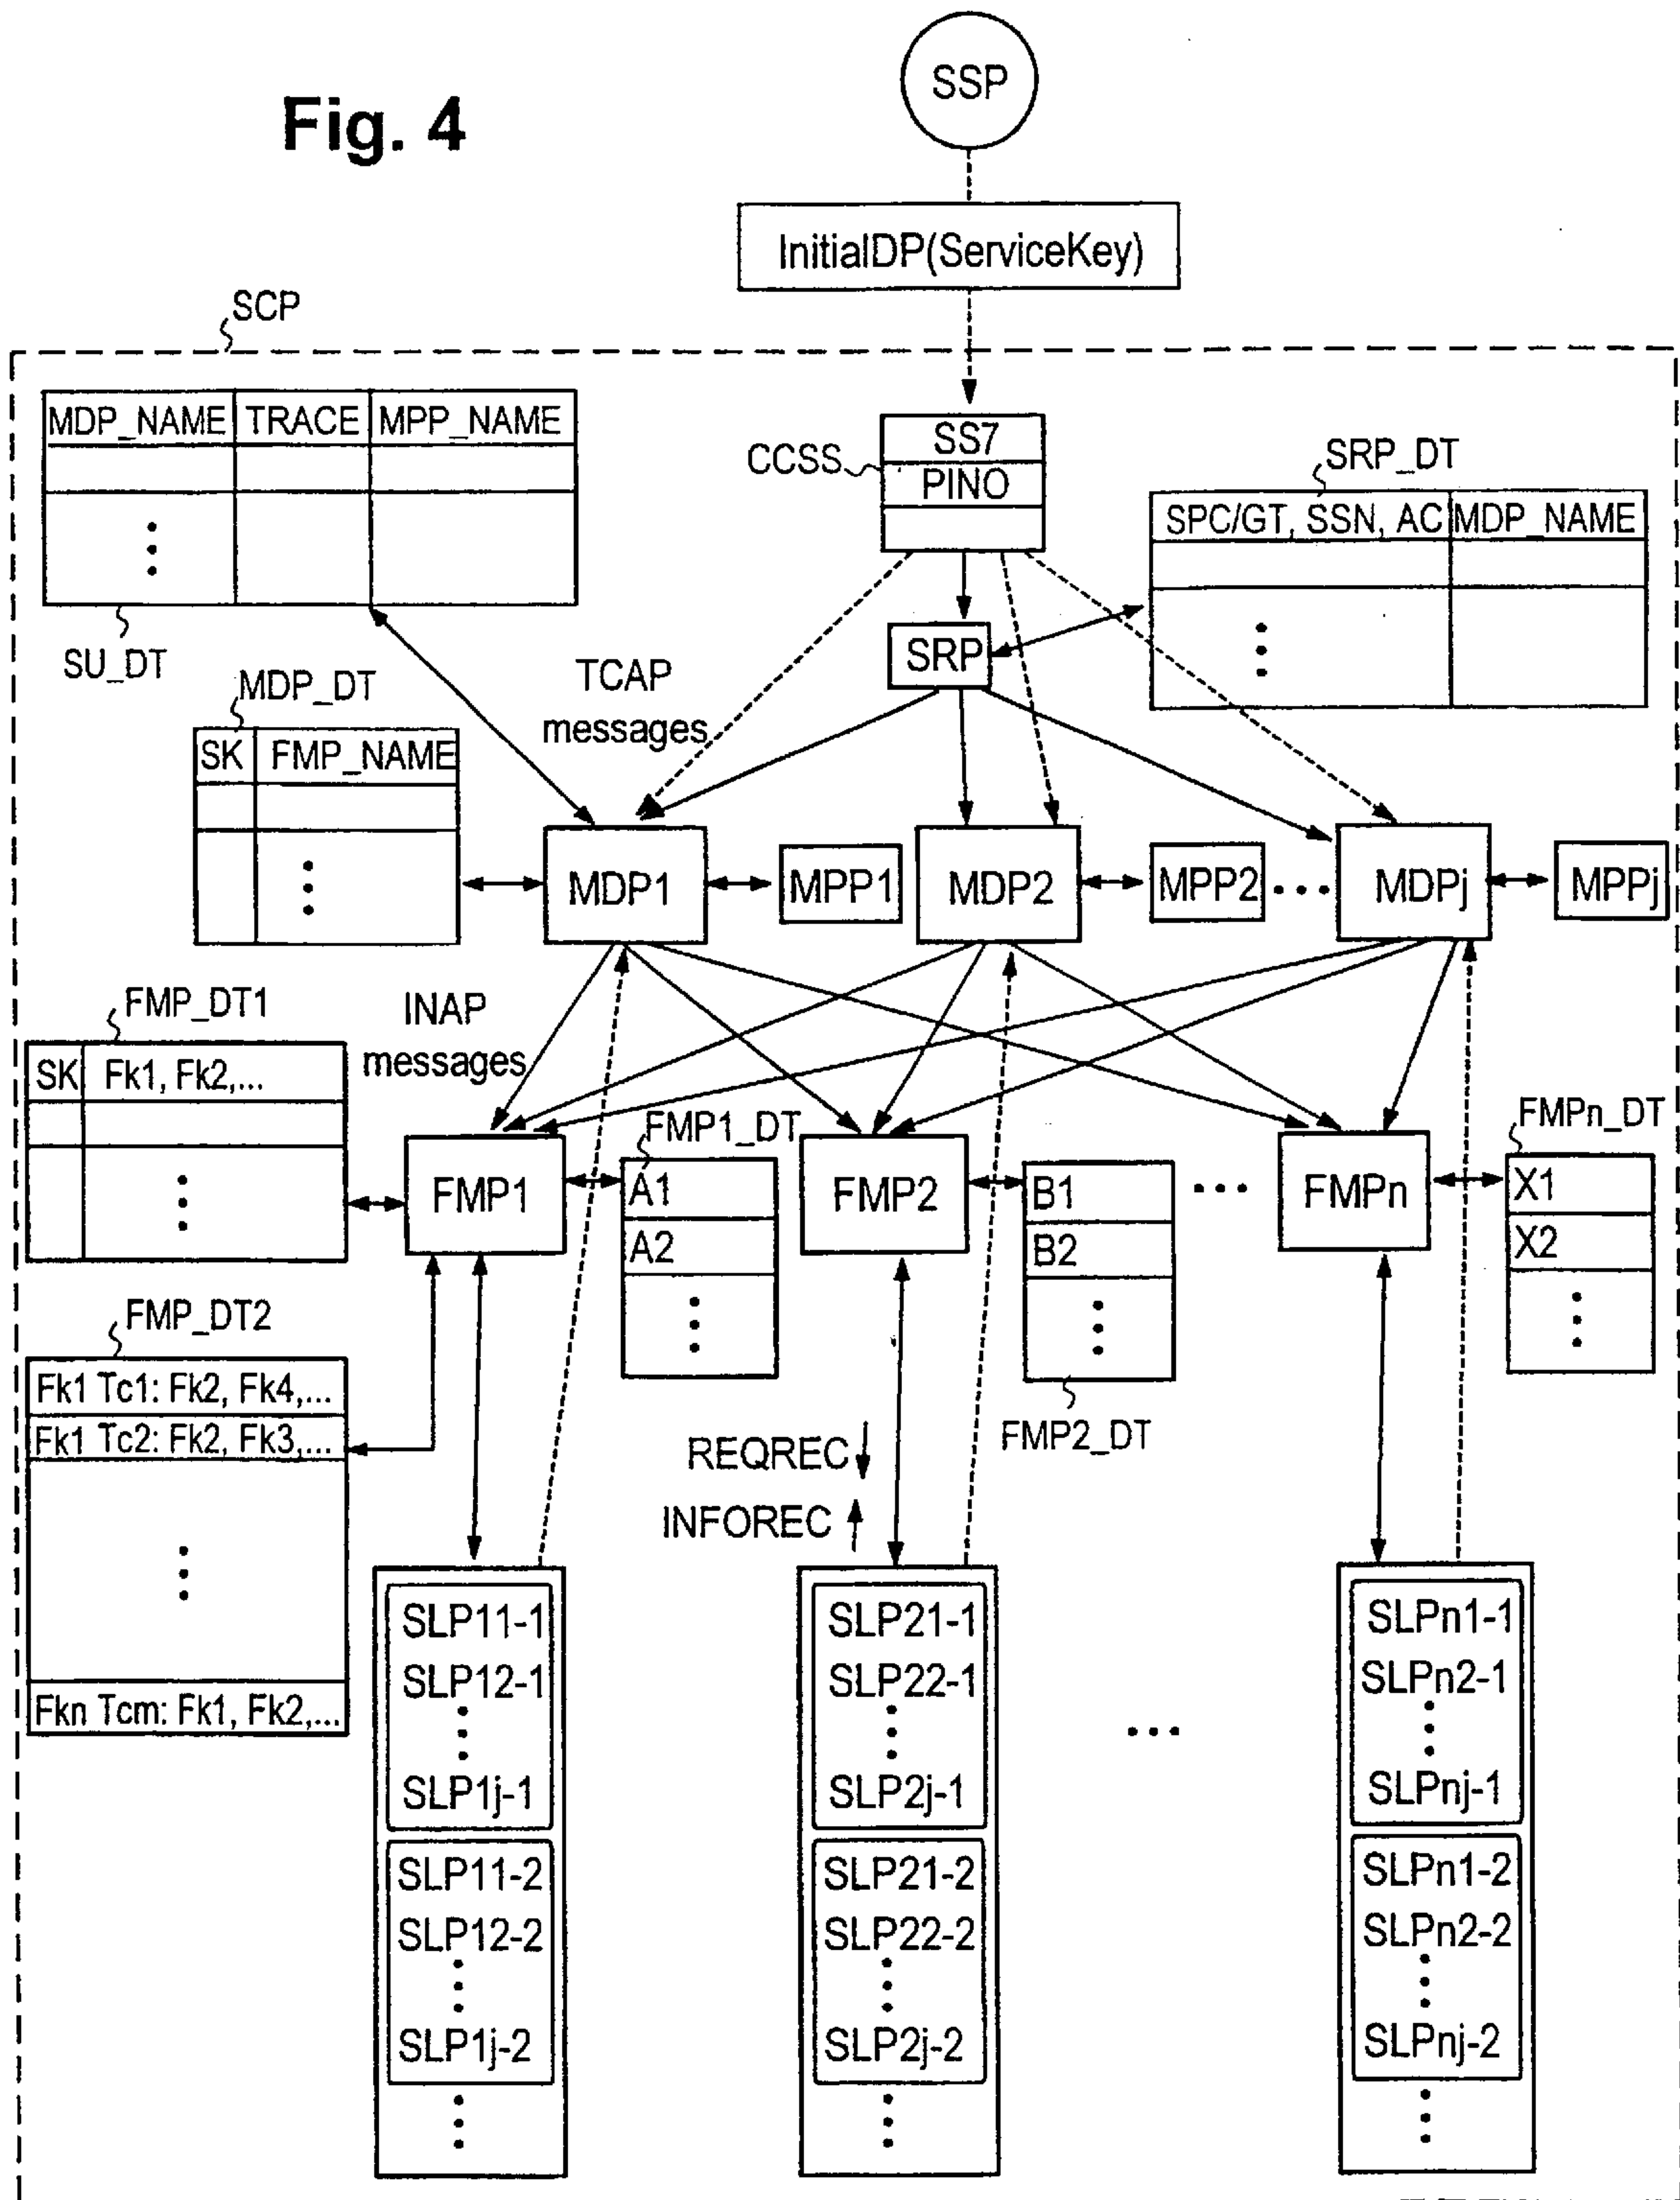 Fig. 4
SSP
InitialDP(ServiceKey)
SCP
MDP_NAME TRACE MPP_NAME
SU_DT
CCSS
SS7
PINO
SRP_DT
SPC/GT, SSN, AC MDP_NAME
SRP
TCAP
messages
MDP_DT
SK FMP_NAME
MDP1
MPP1
MDP2
MPP2
MDPj
MPPj
FMP_DT1
SK Fk1, Fk2,...
INAP
messages
FMP1
FMP1_DT
A1
A2
FMP2
B1
B2
FMP2_DT
FMPn
FMPn_DT
X1
X2
FMP_DT2
Fk1 Tc1: Fk2, Fk4,...
Fk1 Tc2: Fk2, Fk3,...
Fkn Tcm: Fk1, Fk2,...
REQREC
INFOREC
SLP11-1
SLP12-1
SLP1j-1
SLP11-2
SLP12-2
SLP1j-2
SLP21-1
SLP22-1
SLP2j-1
SLP21-2
SLP22-2
SLP2j-2
SLPn1-1
SLPn2-1
SLPnj-1
SLPn1-2
SLPn2-2
SLPnj-2